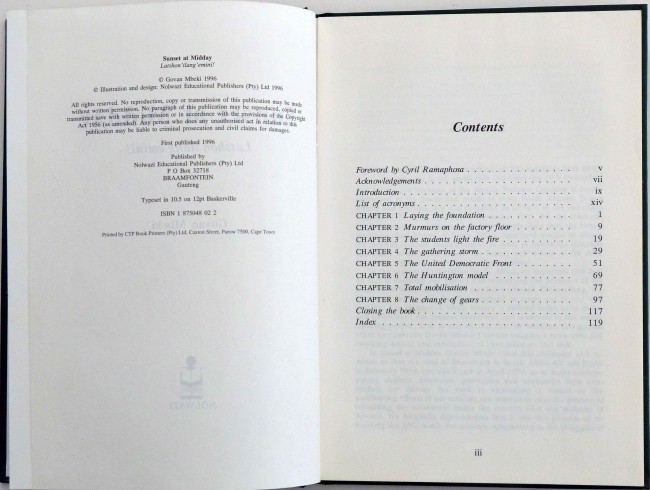 Sunset at Midday
Latshon'ilang'emini!
© Govan Mbeki 1996
© Illustration and design: Nolwazi Educational Publishers (Pty) Ltd 1996
All rights reserved. No reproduction, copy or transmission of this publication may be made
without written permission. No paragraph of this publication may be reproduced, copied or
transmitted save with written permission or in accordance with the provisions of the Copyright
Act 1956 (as amended). Any person who does any unauthorised act in relation to this
publication may be liable to criminal prosecution and civil claims for damages.
First published 1996
Published by
Nolwazi Educational Publishers (Pty) Ltd
P O Box 32718
BRAAMFONTEIN
Gauteng
Typeset in 10.5 on 12pt Baskerville
ISBN 1 875048 02 2
Printed by CTP Book Printers (Pty) Ltd, Caxton Street, Parow 7500, Cape Town
NOLWAZI
Contents
Foreword by Cyril Ramaphosa . . . . . . . . . . . . . v
Acknowledgements . . . . . . . . . . . . . . . . . . vii
Introduction . . . . . . . . . . . . . . . . . . . . . ix
List of acronyms . . . . . . . . . . . . . . . . . . . xiv
CHAPTER 1 Laying the foundation . . . . . . . . . . . 1
CHAPTER 2 Murmurs on the factory floor . . . . . . . 9
CHAPTER 3 The students light the fire . . . . . . . . . 19
CHAPTER 4 The gathering storm . . . . . . . . . . . . 29
CHAPTER 5 The United Democratic Front . . . . . . . 51
CHAPTER 6 The Huntington model . . . . . . . . . . 69
CHAPTER 7 Total mobilisation . . . . . . . . . . . . . 77
CHAPTER 8 The change of gears . . . . . . . . . . . . 97
Closing the book . . . . . . . . . . . . . . . . . . . 117
Index . . . . . . . . . . . . . . . . . . . . . . . . 119
iii